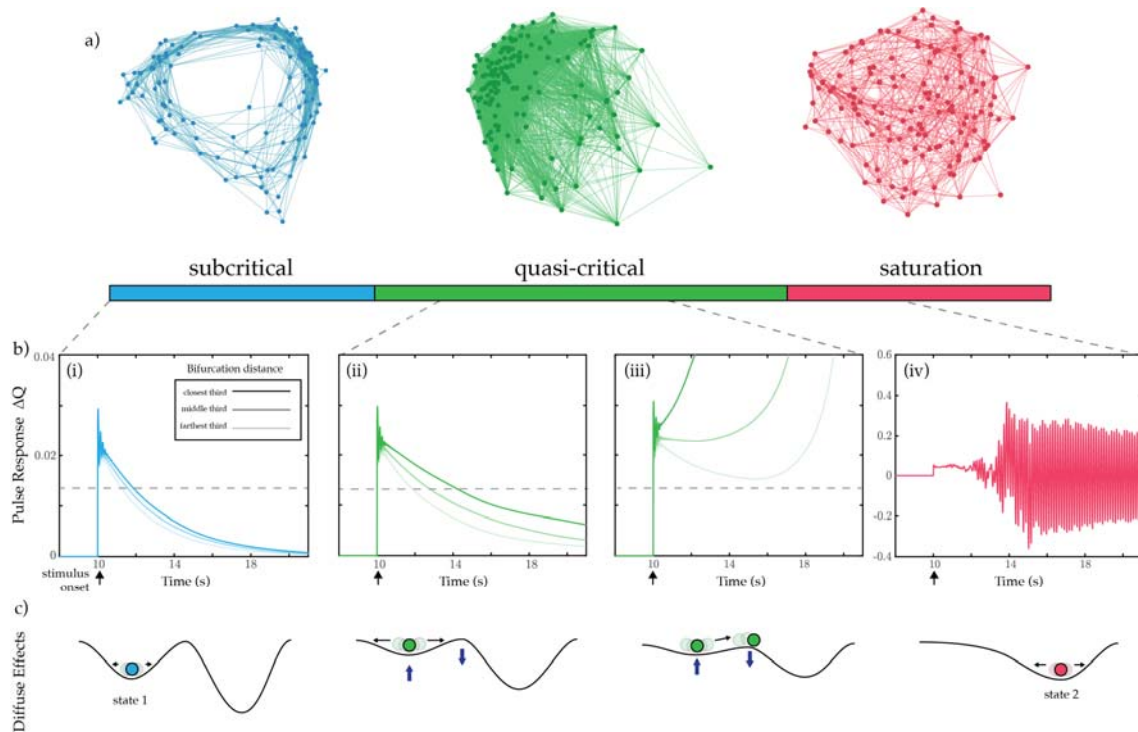 a)
subcritical
quasi-critical
saturation
b)
(i)
Bifurcation distance
closest third
middle third
farthest third
(ii)
(iii)
(iv)
Pulse Response ΔQ
0.04
0.02
0
0.6
0.4
0.2
0
-0.2
-0.4
10 14 18
10 14 18
10 14 18
10 14 18
stimulus
onset
Time (s)
Time (s)
Time (s)
Time (s)
c)
Diffuse Effects
state 1
state 2